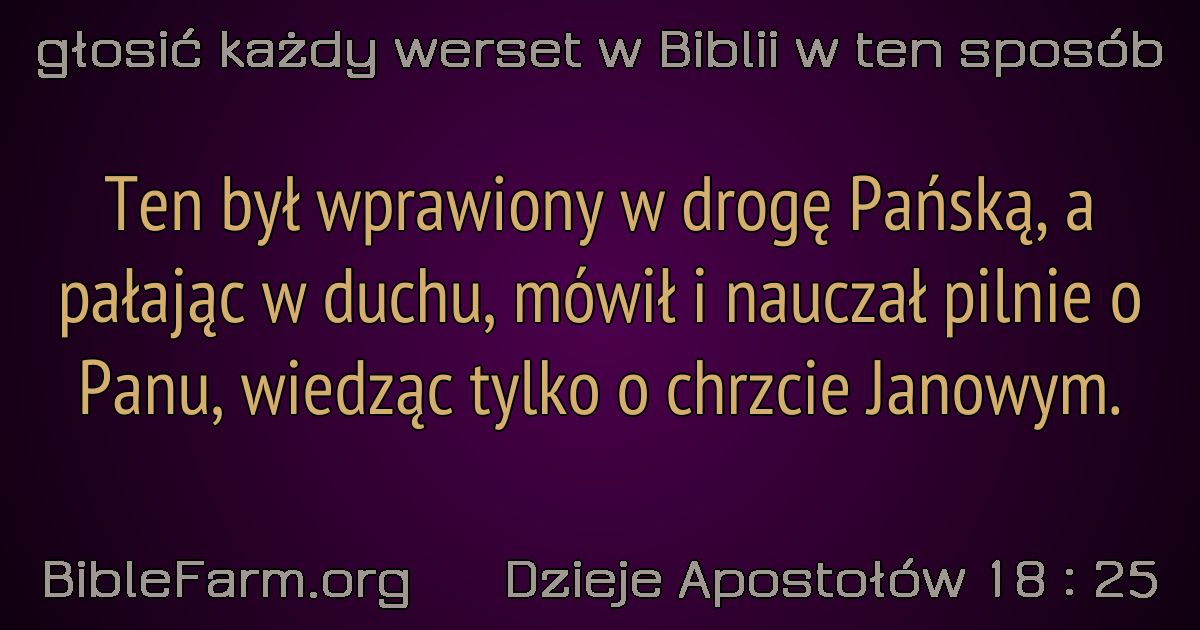 głosić każdy werset w Biblii w ten sposób
Ten był wprawiony w drogę Pańską, a
pałając w duchu, mówił i nauczał pilnie o
Panu, wiedząc tylko o chrzcie Janowym.
BibleFarm.org
Dzieje Apostołów 18 : 25